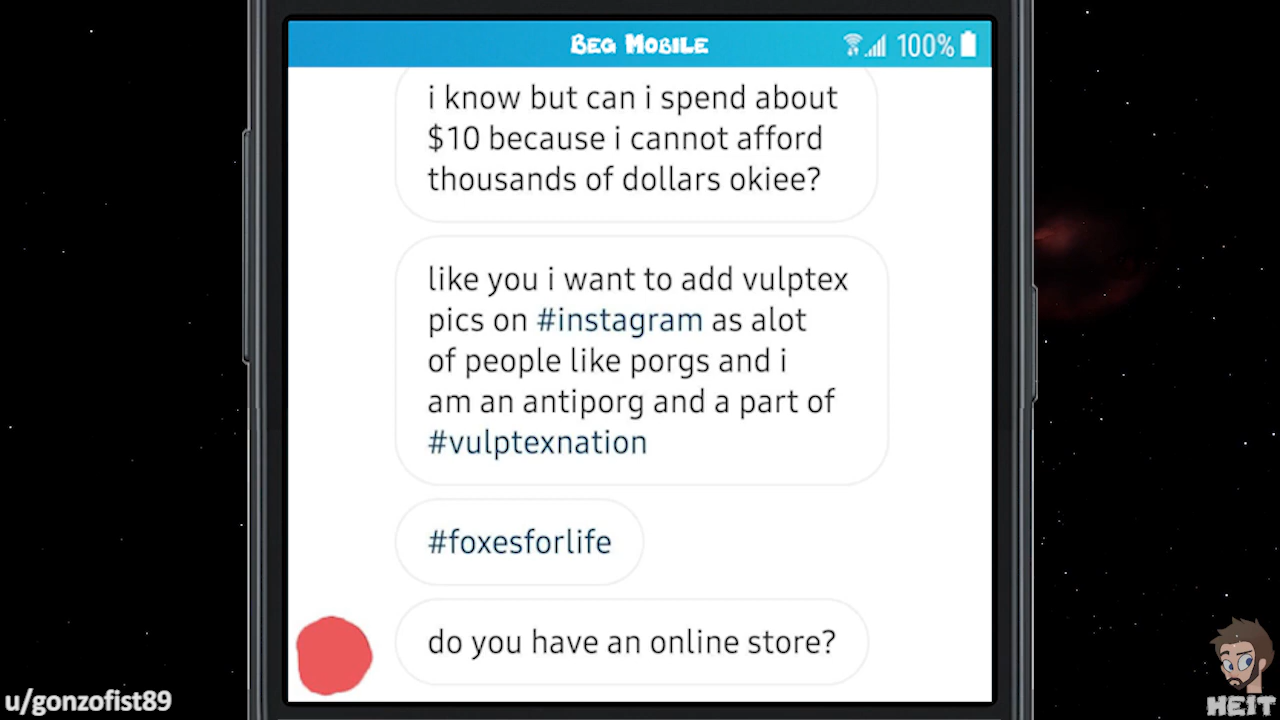 Beg Mobile
100%
i know but can i spend about
$10 because i cannot afford
thousands of dollars okiee?
like you i want to add vulptex
pics on #instagram as alot
of people like porgs and i
am an antiporg and a part of
#vulptexnation
#foxesforlife
do you have an online store?
u/gonzofist89
HEIT